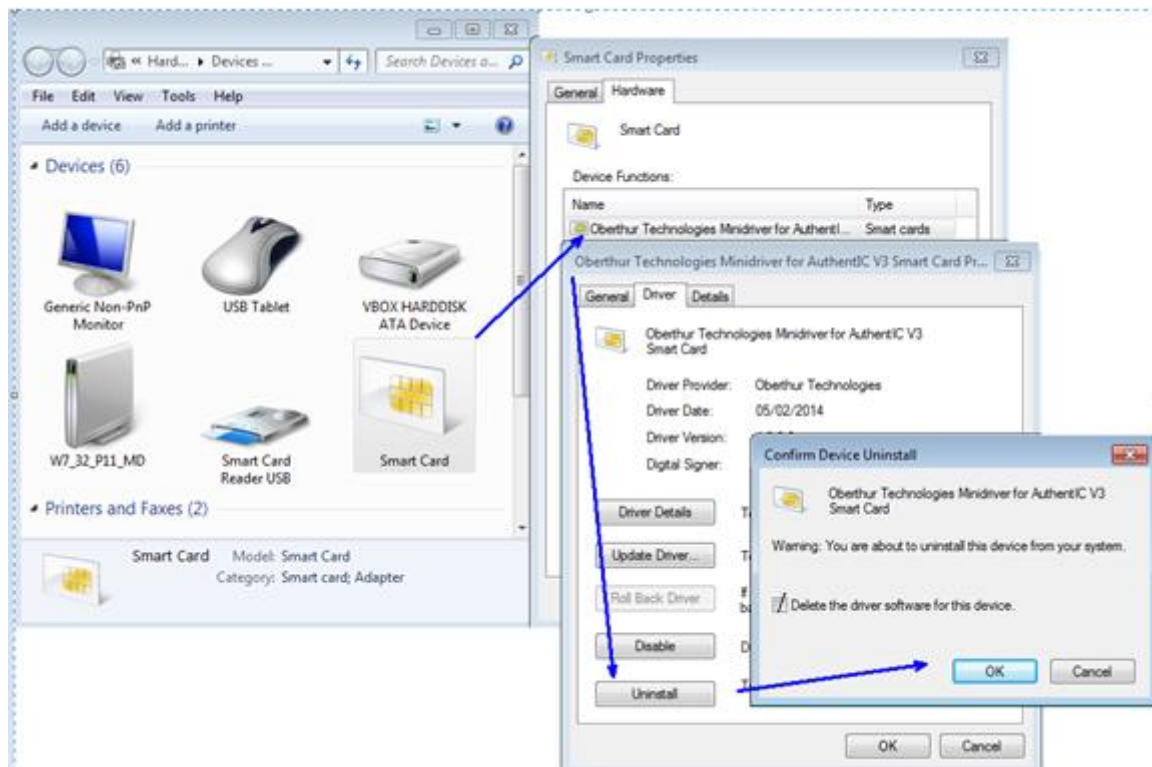 « Hard... ▸ Devices ...
Search Devices a...
File Edit View Tools Help
Add a device Add a printer
Devices (6)
Generic Non-PnP
Monitor
USB Tablet
VBOX HARDDISK
ATA Device
W7_32_P11_MD
Smart Card
Reader USB
Smart Card
Printers and Faxes (2)
Smart Card Model: Smart Card
Category: Smart card; Adapter
Smart Card Properties
General Hardware
Smart Card
Device Functions:
Name Type
Oberthur Technologies Minidriver for AuthentI... Smart cards
Oberthur Technologies Minidriver for AuthentIC V3 Smart Card Pr...
General Driver Details
Oberthur Technologies Minidriver for AuthentIC V3
Smart Card
Driver Provider: Oberthur Technologies
Driver Date: 05/02/2014
Driver Version:
Digital Signer:
Driver Details
Update Driver...
Roll Back Driver
Disable
Uninstall
OK Cancel
Confirm Device Uninstall
Oberthur Technologies Minidriver for AuthentIC V3
Smart Card
Warning: You are about to uninstall this device from your system.
Delete the driver software for this device.
OK Cancel